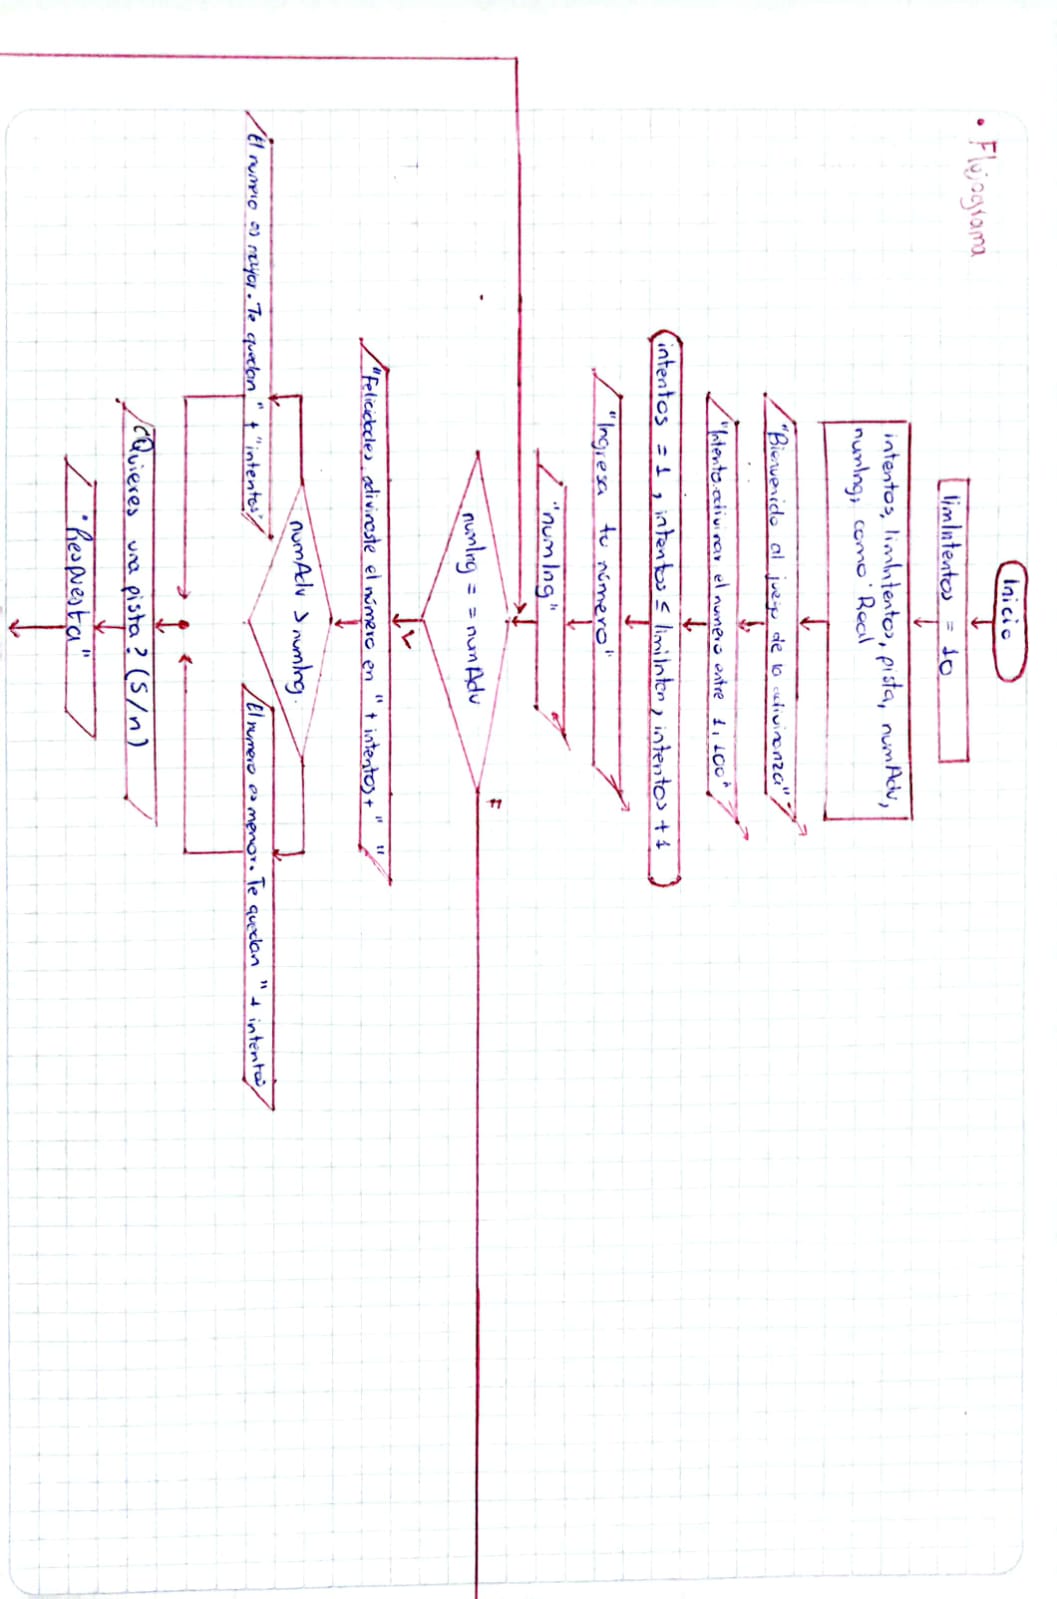 • Flujograma
Inicio
limIntentos = 10
intentos, limIntentos, pista, numAdv,
numIng, como Real
"Bienvenido al juego de la adivinanza"
"Intenta adivinar el numero entre 1, 100"
intentos = 1, intentos ≤ limiInten, intentos + 1
"Ingresa tu número"
"numIng"
numIng == numAdv
F
V
"Felicidades adivinaste el número en " + intentos + " "
numAdv > numIng.
El numero es mayor. Te quedan " + "intentos"
El numero es menor. Te quedan " + intentos
¿Quieres una pista? (S/n)
"Respuesta"